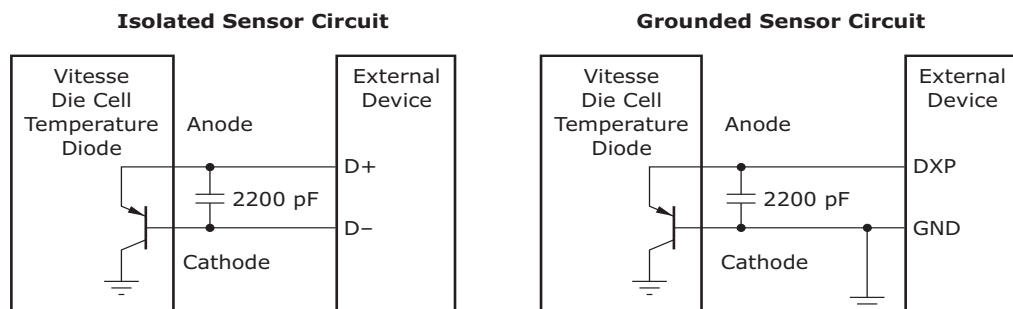 Isolated Sensor Circuit
Vitesse
Die Cell
Temperature
Diode
Anode
External
Device
D+
2200 pF
D−
Cathode
Grounded Sensor Circuit
Vitesse
Die Cell
Temperature
Diode
Anode
External
Device
DXP
2200 pF
GND
Cathode